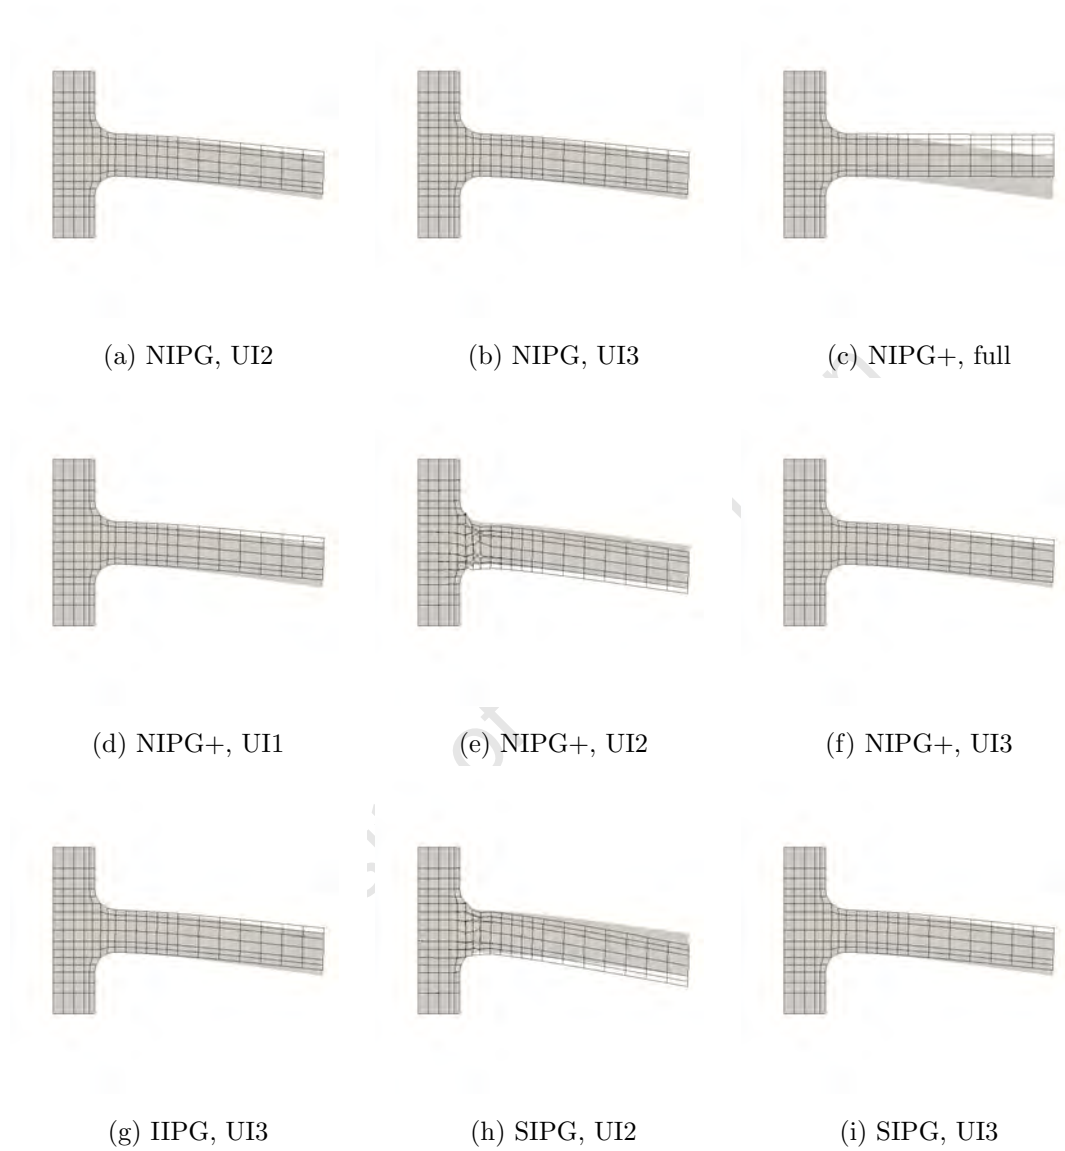 (a) NIPG, UI2
(b) NIPG, UI3
(c) NIPG+, full
(d) NIPG+, UI1
(e) NIPG+, UI2
(f) NIPG+, UI3
(g) IIPG, UI3
(h) SIPG, UI2
(i) SIPG, UI3